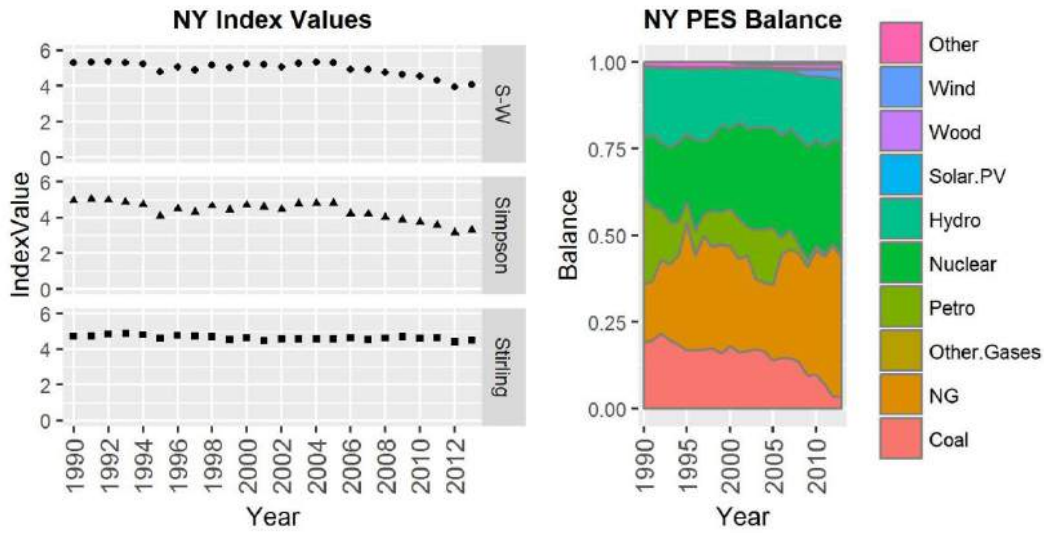 NY Index Values
IndexValue
6
4
2
0
S-W
6
4
2
0
Simpson
6
4
2
0
Stirling
1990
1992
1994
1996
1998
2000
2002
2004
2006
2008
2010
2012
Year
NY PES Balance
Balance
1.00
0.75
0.50
0.25
0.00
1990
1995
2000
2005
2010
Year
Other
Wind
Wood
Solar.PV
Hydro
Nuclear
Petro
Other.Gases
NG
Coal